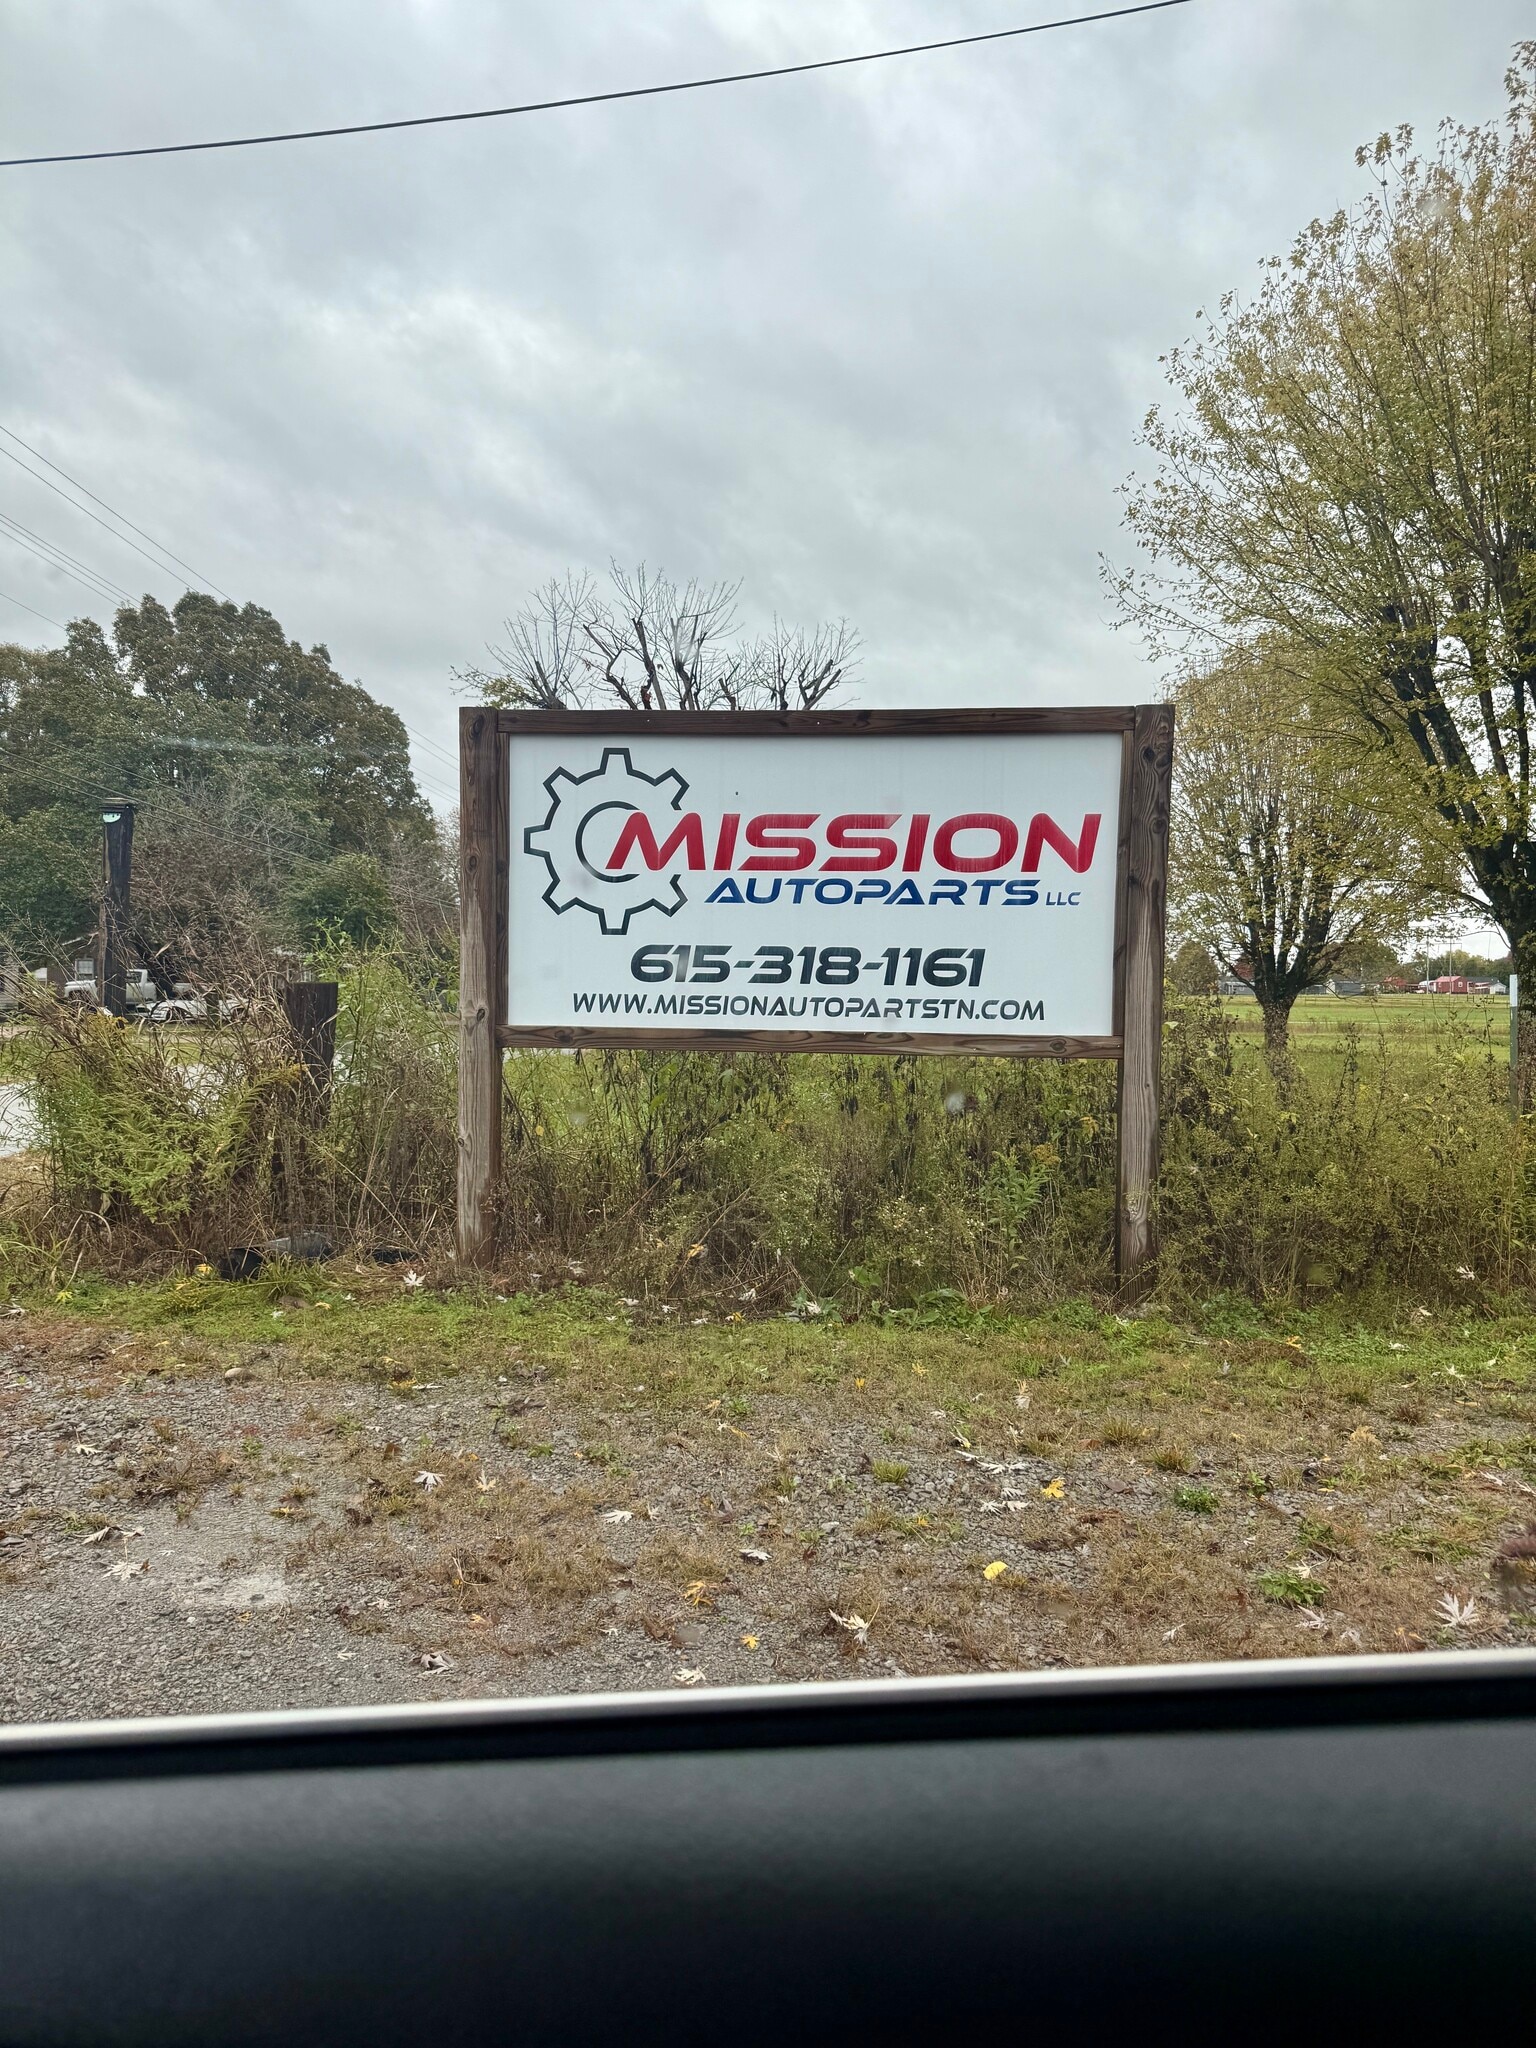 MISSION
AUTOPARTS LLC
615-318-1161
WWW.MISSIONAUTOPARTSTN.COM